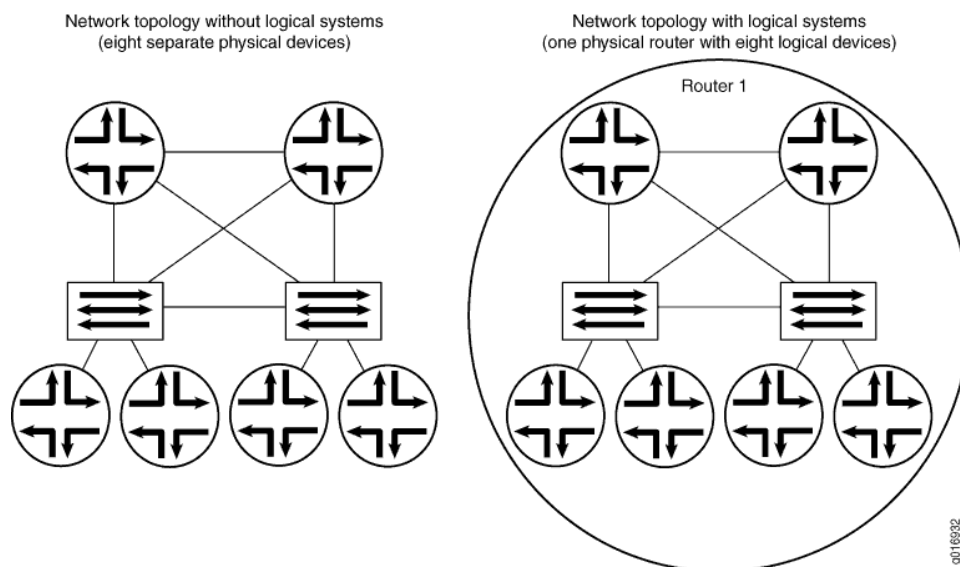 Network topology without logical systems
(eight separate physical devices)
Network topology with logical systems
(one physical router with eight logical devices)
Router 1
g016932